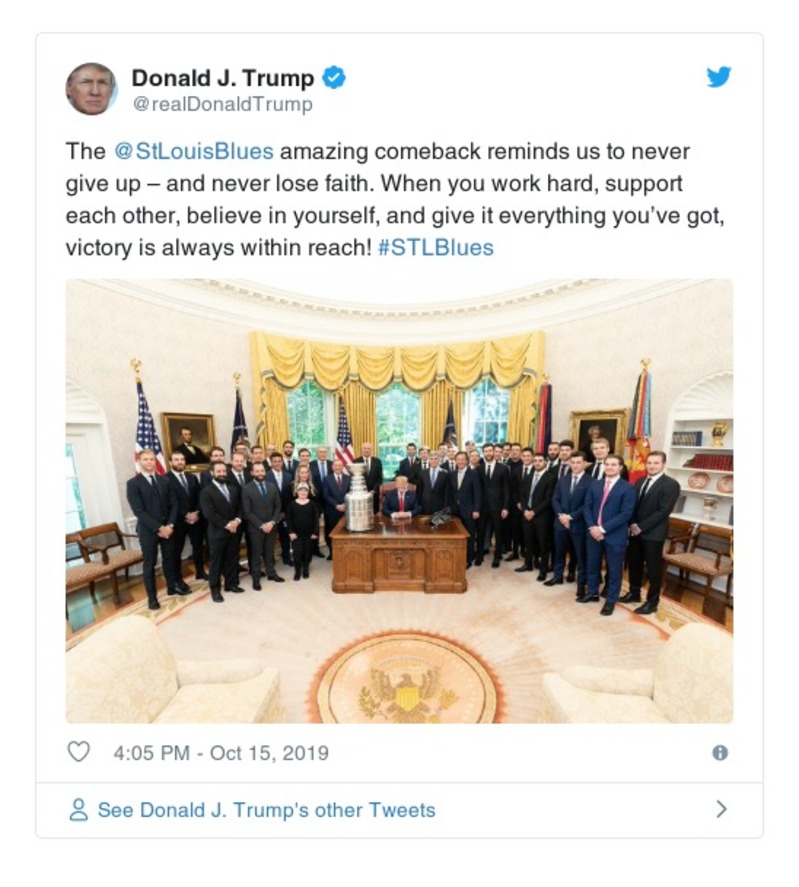 Donald J. Trump
@realDonaldTrump
The @StLouisBlues amazing comeback reminds us to never
give up – and never lose faith. When you work hard, support
each other, believe in yourself, and give it everything you’ve got,
victory is always within reach! #STLBlues
4:05 PM - Oct 15, 2019
See Donald J. Trump's other Tweets